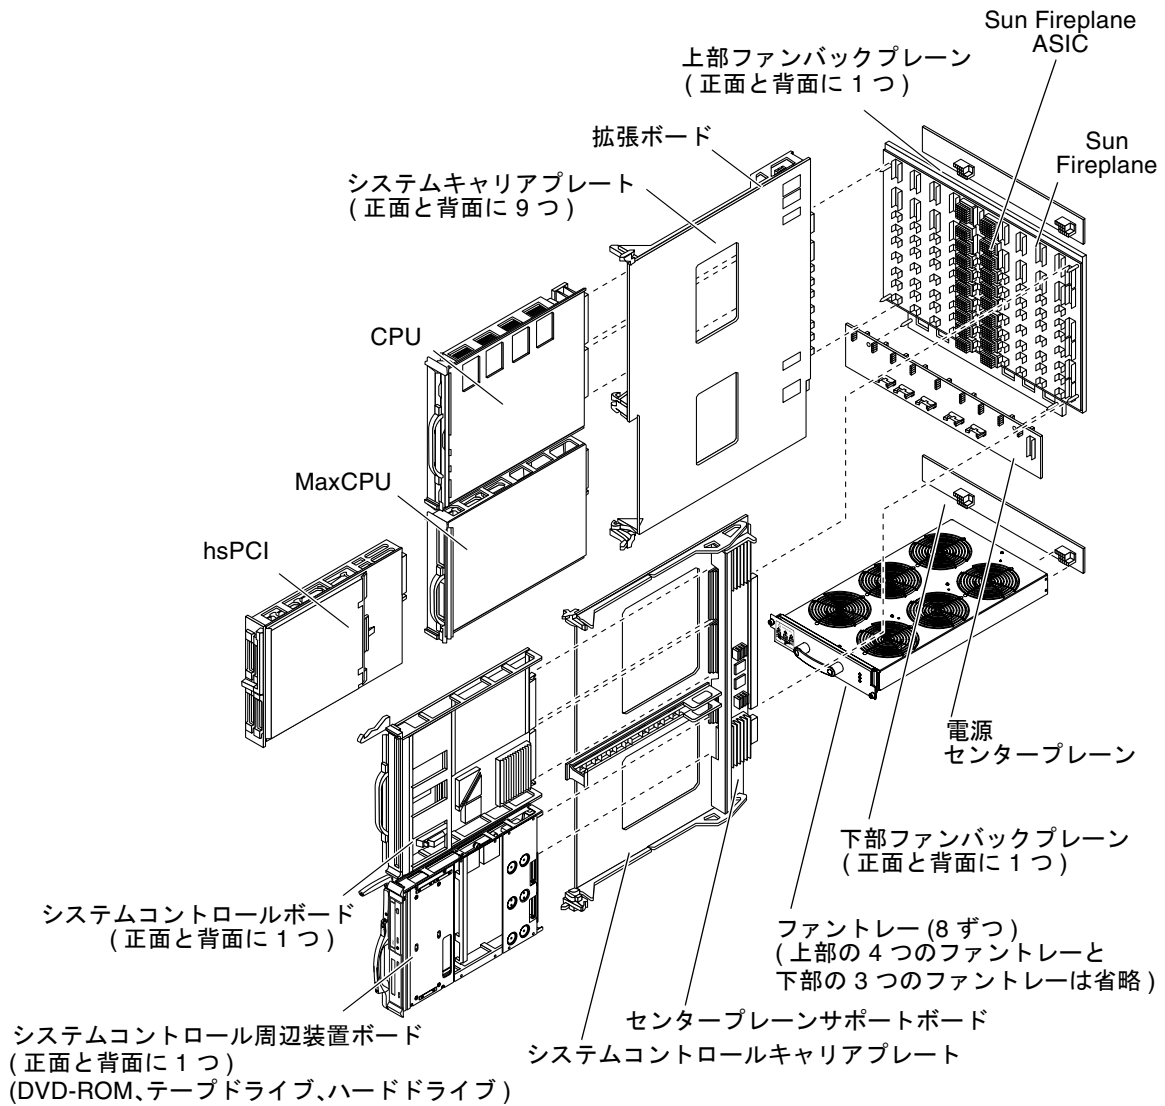 Sun Fireplane
ASIC
上部ファンバックプレーン
( 正面と背面に 1 つ )
拡張ボード
Sun
Fireplane
システムキャリアプレート
( 正面と背面に 9 つ )
CPU
MaxCPU
hsPCI
電源
センタープレーン
下部ファンバックプレーン
( 正面と背面に 1 つ )
システムコントロールボード
( 正面と背面に 1 つ )
ファントレー (8 ずつ )
( 上部の 4 つのファントレーと
下部の 3 つのファントレーは省略 )
センタープレーンサポートボード
システムコントロールキャリアプレート
システムコントロール周辺装置ボード
( 正面と背面に 1 つ )
(DVD-ROM、テープドライブ、ハードドライブ )